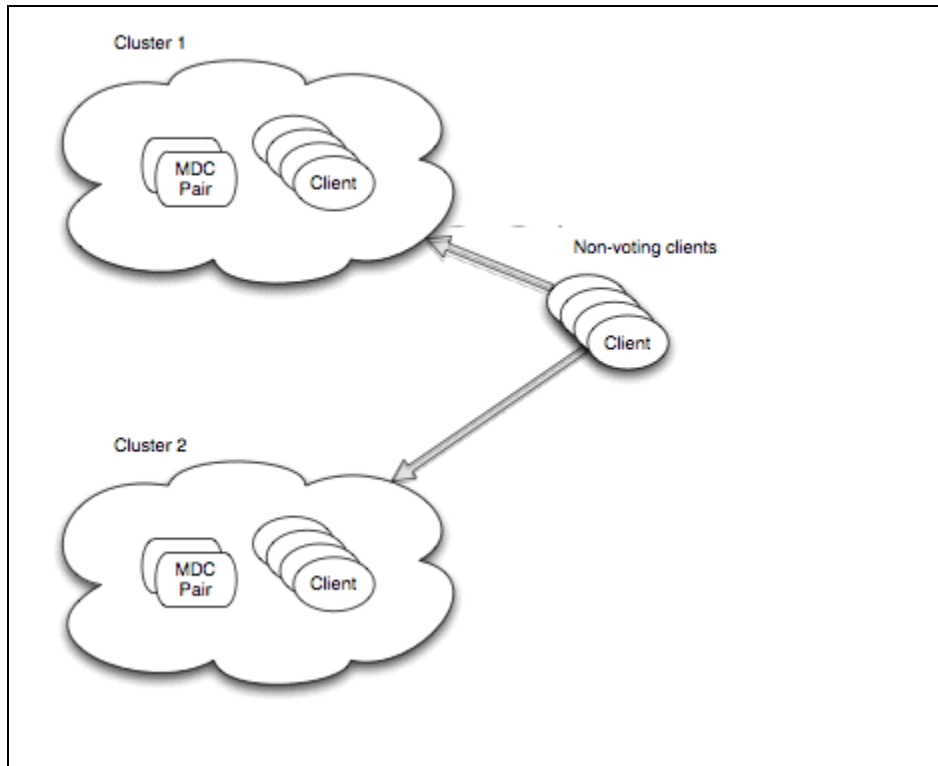 Cluster 1
MDC
Pair
Client
Non-voting clients
Client
Cluster 2
MDC
Pair
Client